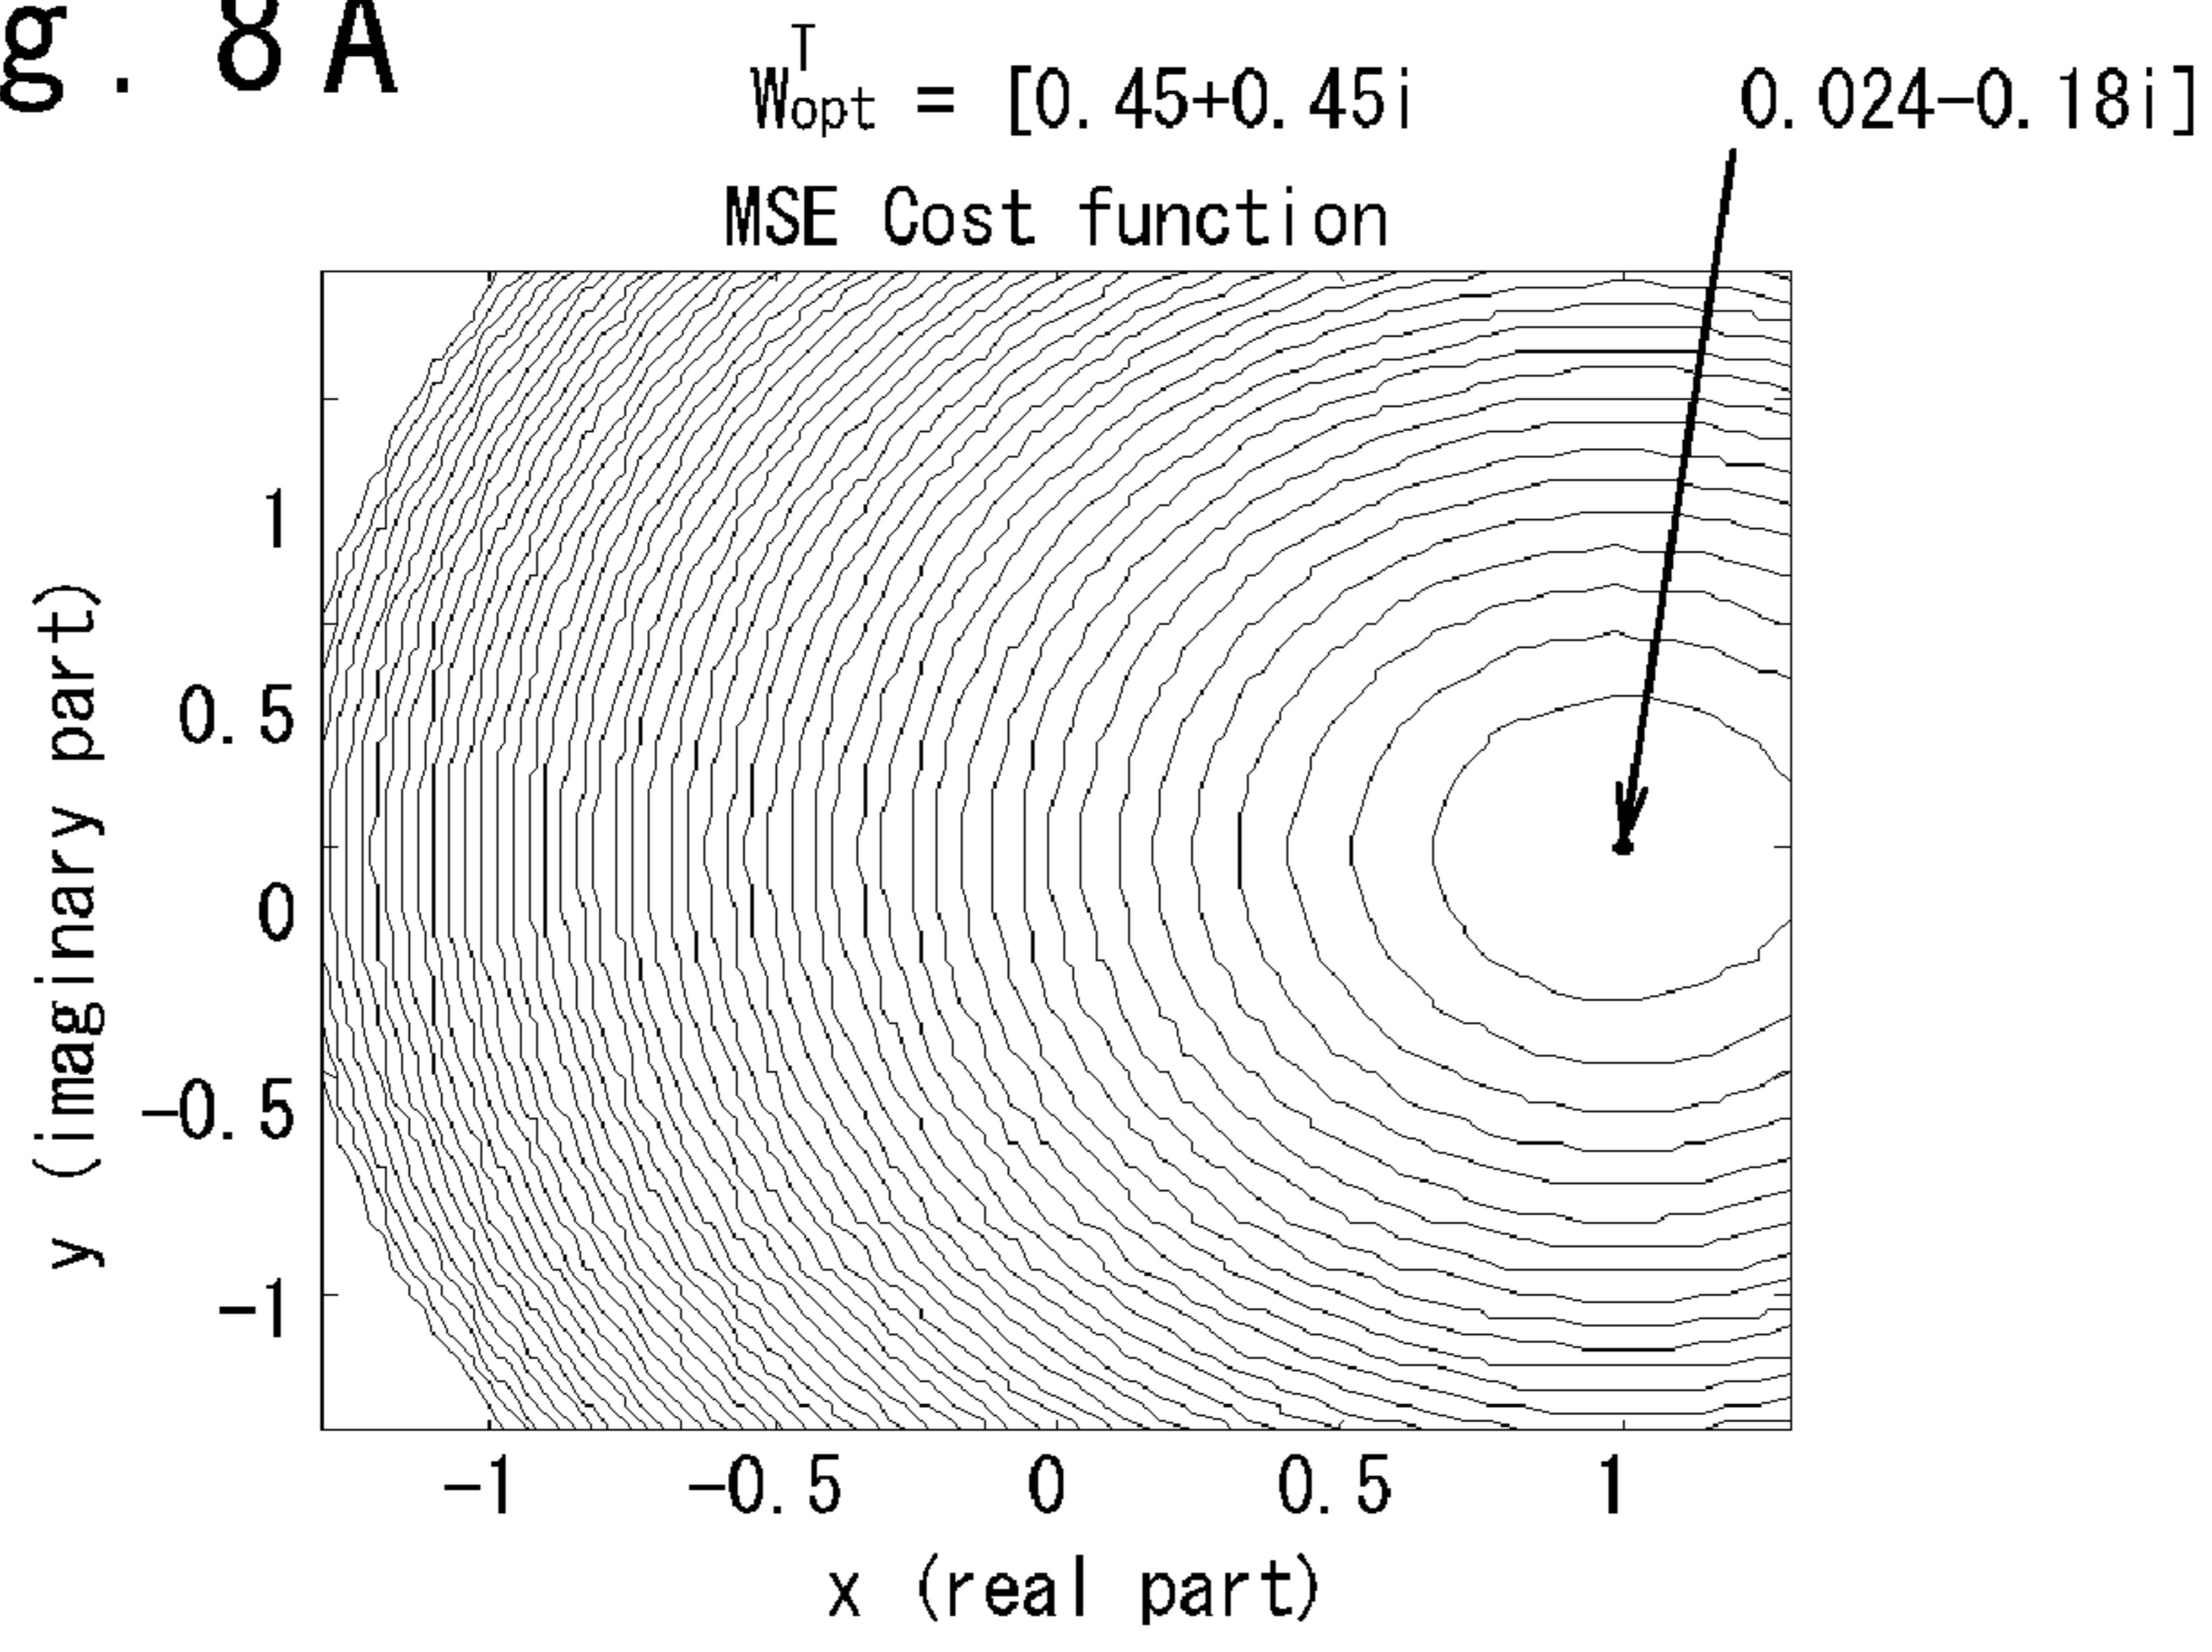 g. 8A
W^T_opt = [0.45+0.45i 0.024-0.18i]
MSE Cost function
y (imaginary part)
1
0.5
0
-0.5
-1
-1 -0.5 0 0.5 1
x (real part)